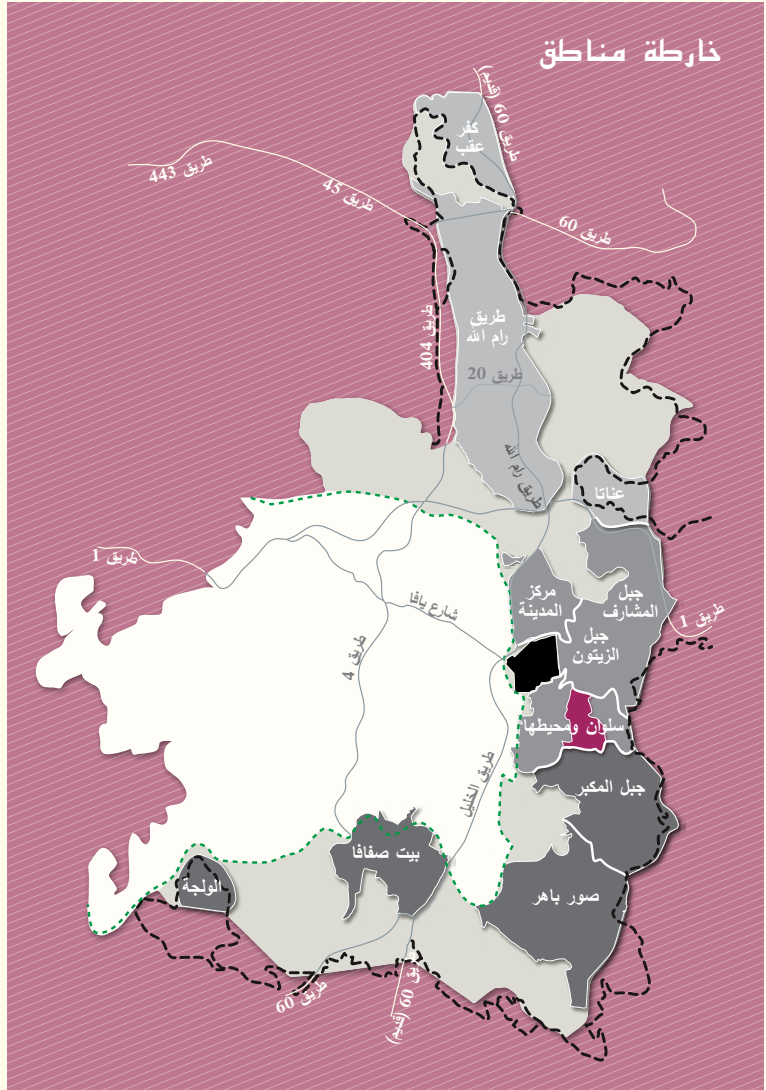 خارطة مناطق
طريق 60 (قديم)
كفر
عقب
طريق 443
طريق 45
طريق 60
طريق
رام الله
طريق 404
طريق 20
طريق رام الله
عناتا
طريق 1
شارع يافا
مركز
المدينة
جبل
المشارف
جبل
الزيتون
طريق 1
طريق 4
سلوان ومحيطها
طريق الخليل
جبل المكبر
بيت صفافا
الولجة
صور باهر
طريق 60
طريق 60 (قديم)